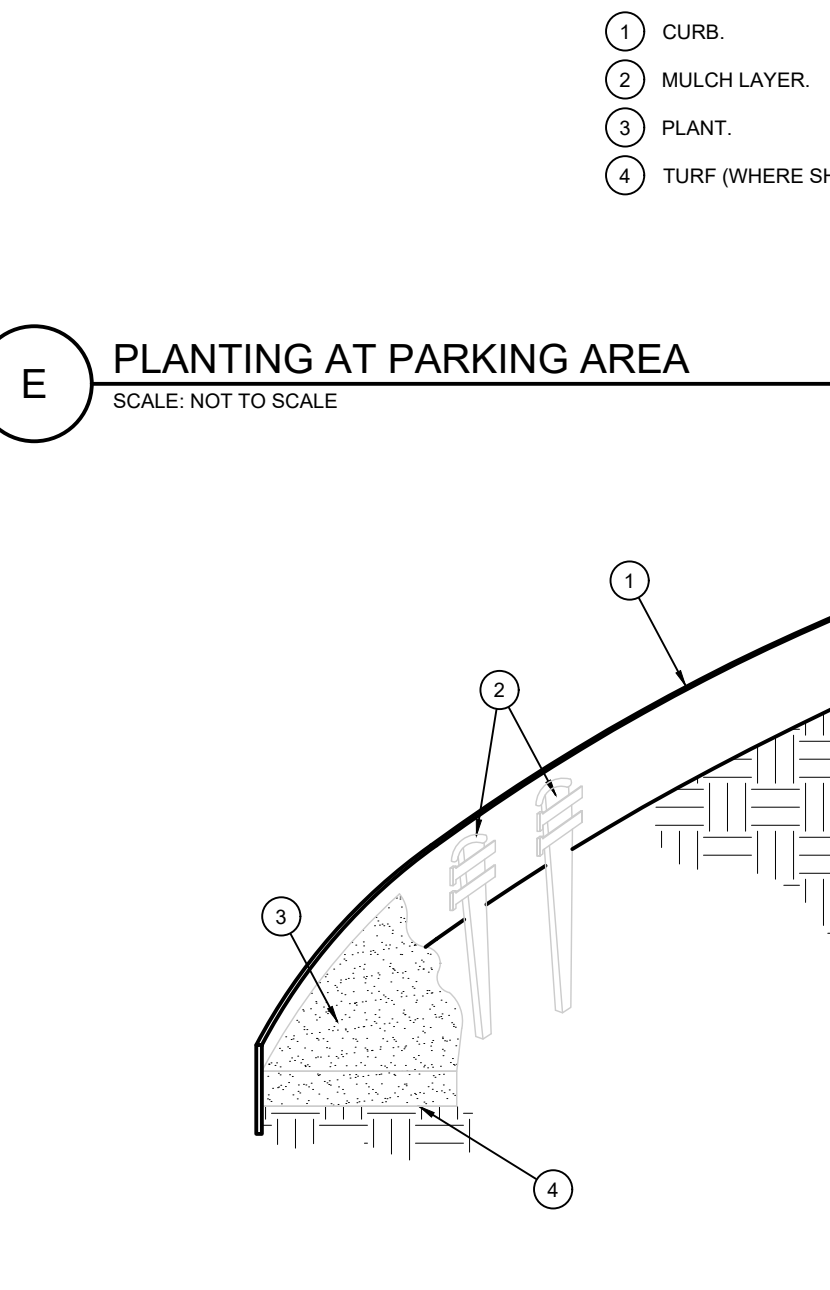 1 CURB.
2 MULCH LAYER.
3 PLANT.
4 TURF (WHERE
E
PLANTING AT PARKING AREA
SCALE: NOT TO SCALE
1
2
3
4